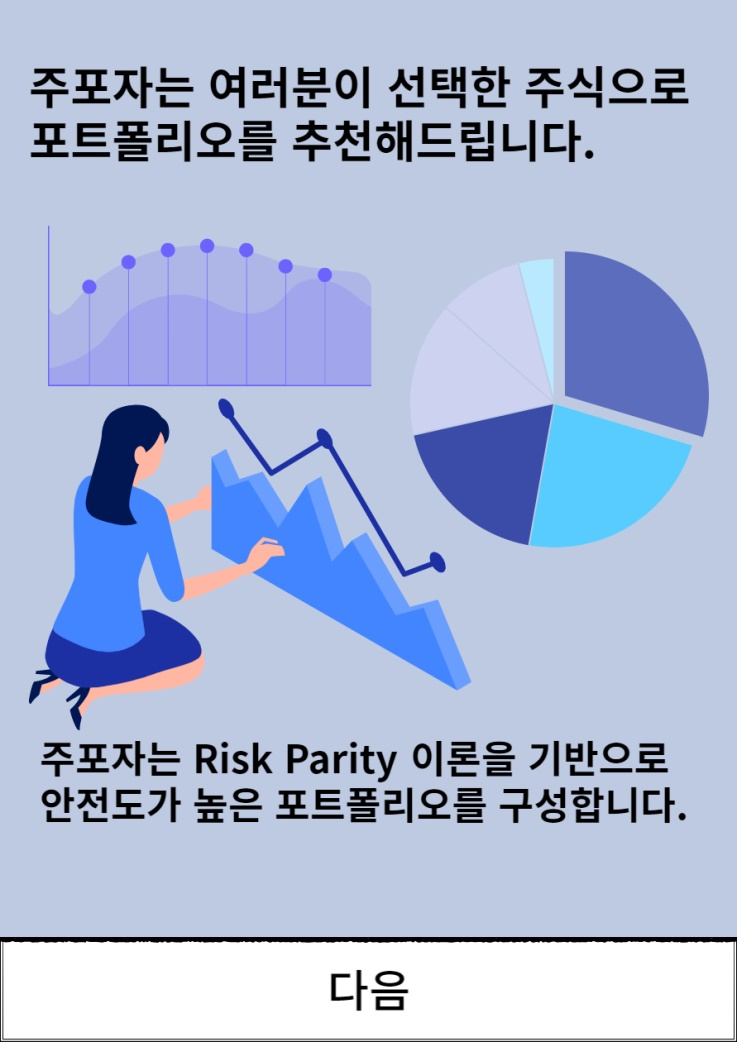 주포자는 여러분이 선택한 주식으로
포트폴리오를 추천해드립니다.
주포자는 Risk Parity 이론을 기반으로
안전도가 높은 포트폴리오를 구성합니다.
다음